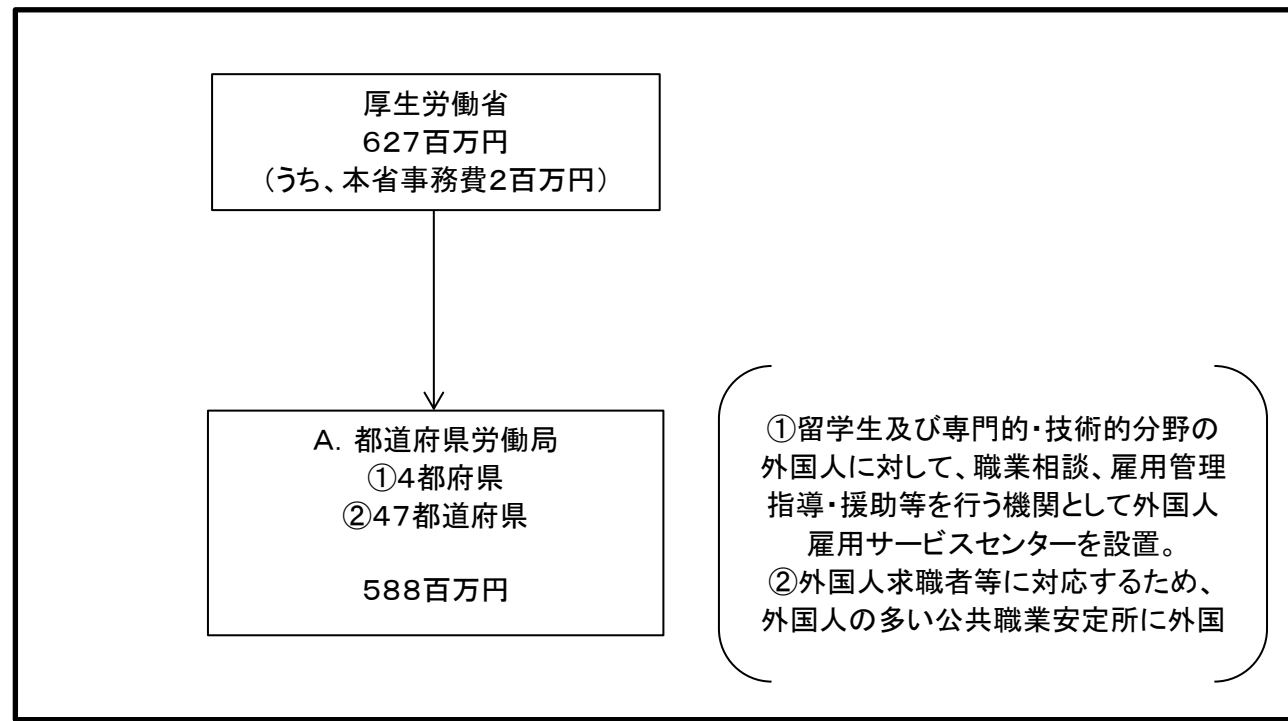 厚生労働省
627百万円
（うち、本省事務費2百万円）
A．都道府県労働局
①4都府県
②47都道府県
588百万円
①留学生及び専門的・技術的分野の
外国人に対して、職業相談、雇用管理
指導・援助等を行う機関として外国人
雇用サービスセンターを設置。
②外国人求職者等に対応するため、
外国人の多い公共職業安定所に外国